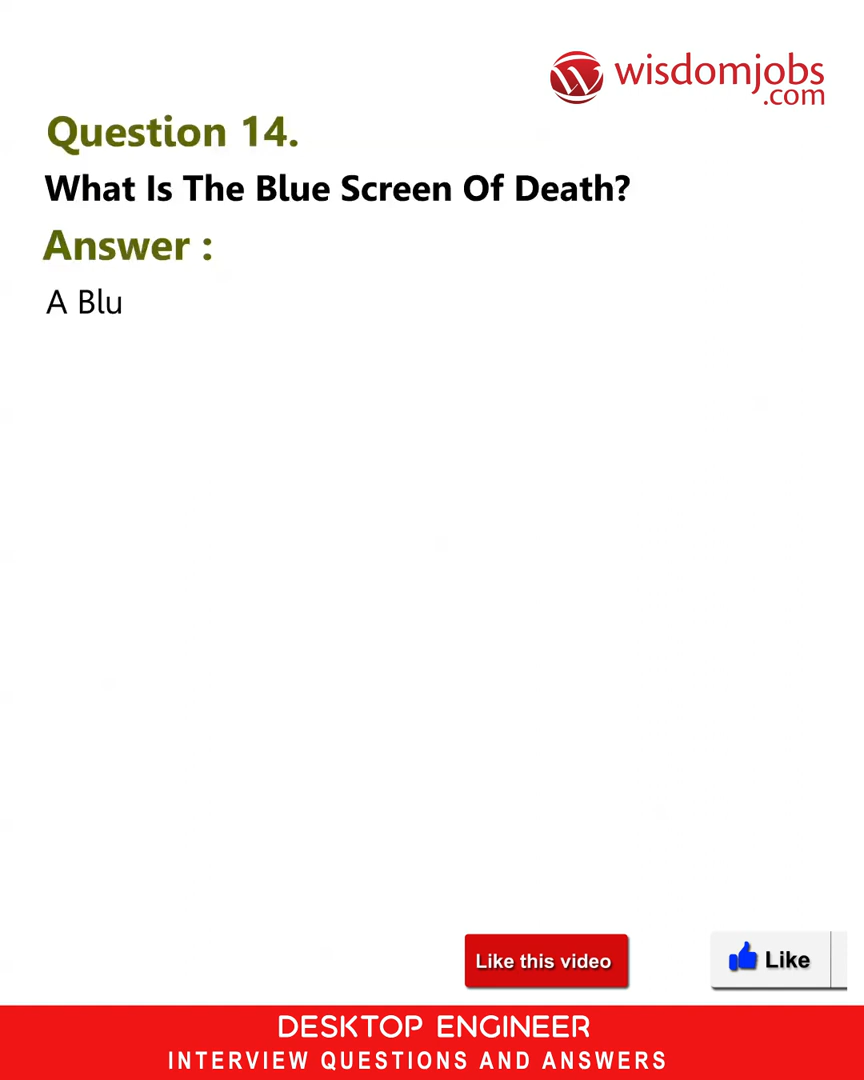 wisdomjobs
.com
Question 14.
What Is The Blue Screen Of Death?
Answer :
A Blu
Like this video
Like
DESKTOP ENGINEER
INTERVIEW QUESTIONS AND ANSWERS